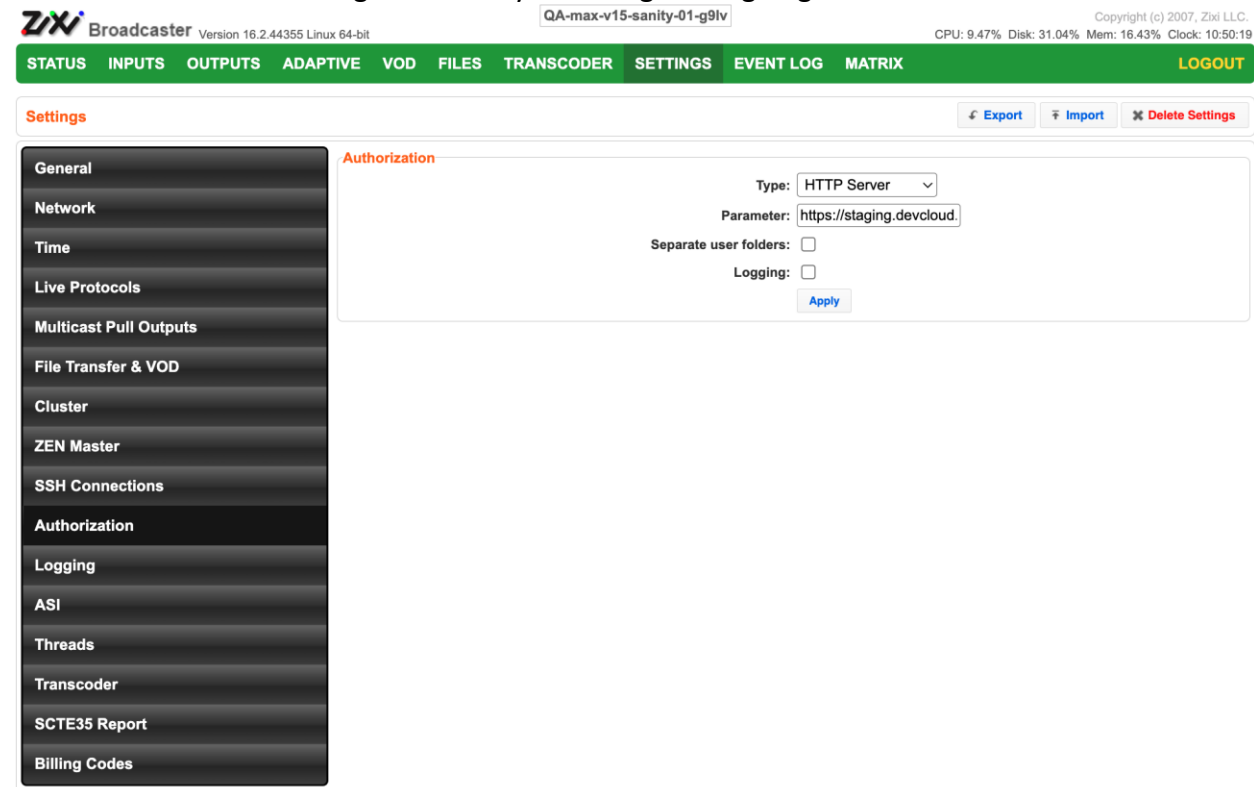 QA-max-v15-sanity-01-g9lv
Copyright (c) 2007, Zixi LLC.
ZIXI Broadcaster Version 16.2.44355 Linux 64-bit
CPU: 9.47% Disk: 31.04% Mem: 16.43% Clock: 10:50:19
STATUS INPUTS OUTPUTS ADAPTIVE VOD FILES TRANSCODER SETTINGS EVENT LOG MATRIX LOGOUT
Settings Export Import Delete Settings
General
Network
Time
Live Protocols
Multicast Pull Outputs
File Transfer & VOD
Cluster
ZEN Master
SSH Connections
Authorization
Logging
ASI
Threads
Transcoder
SCTE35 Report
Billing Codes
Authorization
Type: HTTP Server
Parameter: https://staging.devcloud.
Separate user folders:
Logging:
Apply